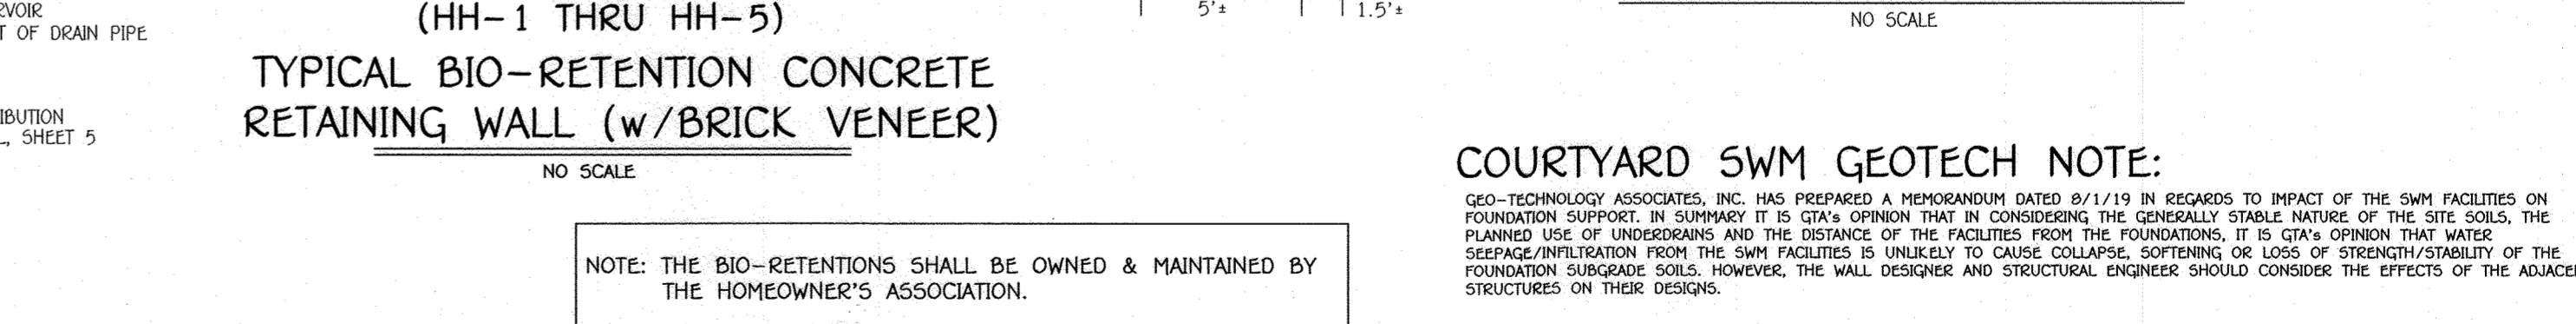 T OF DRAIN PIPE
SHEET 5
(HH-1 THRU HH-5)
TYPICAL BIO-RETENTION CONCRETE
RETAINING WALL (w/BRICK VENEER)
NO SCALE
5'± 1.5'±
NO SCALE
NOTE: THE BIO-RETENTIONS SHALL BE OWNED & MAINTAINED BY
THE HOMEOWNER'S ASSOCIATION.
COURTYARD SWM GEOTECH NOTE:
GEO-TECHNOLOGY ASSOCIATES, INC. HAS PREPARED A MEMORANDUM DATED 8/1/19 IN REGARDS TO IMPACT OF THE SWM FACILITIES ON
FOUNDATION SUPPORT. IN SUMMARY IT IS GTA's OPINION THAT IN CONSIDERING THE GENERALLY STABLE NATURE OF THE SITE SOILS, THE
PLANNED USE OF UNDERDRAINS AND THE DISTANCE OF THE FACILITIES FROM THE FOUNDATIONS, IT IS GTA's OPINION THAT WATER
SEEPAGE/INFILTRATION FROM THE SWM FACILITIES IS UNLIKELY TO CAUSE COLLAPSE, SOFTENING OR LOSS OF STRENGTH/STABILITY OF THE
FOUNDATION SUBGRADE SOILS. HOWEVER, THE WALL DESIGNER AND STRUCTURAL ENGINEER SHOULD CONSIDER THE EFFECTS OF THE
STRUCTURES ON THEIR DESIGNS.